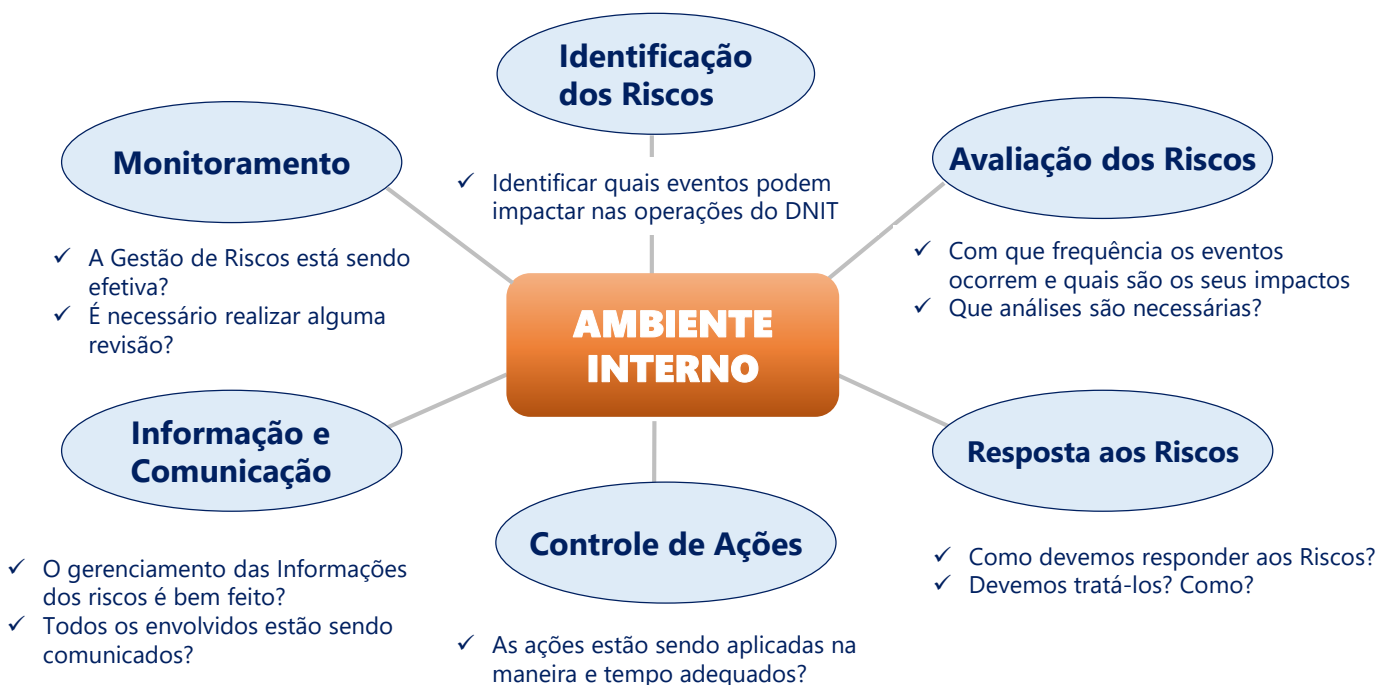 Identificação
dos Riscos
✓ Identificar quais eventos podem
impactar nas operações do DNIT
Monitoramento
✓ A Gestão de Riscos está sendo
efetiva?
✓ É necessário realizar alguma
revisão?
Avaliação dos Riscos
✓ Com que frequência os eventos
ocorrem e quais são os seus impactos
✓ Que análises são necessárias?
AMBIENTE
INTERNO
Informação e
Comunicação
✓ O gerenciamento das Informações
dos riscos é bem feito?
✓ Todos os envolvidos estão sendo
comunicados?
Controle de Ações
✓ As ações estão sendo aplicadas na
maneira e tempo adequados?
Resposta aos Riscos
✓ Como devemos responder aos Riscos?
✓ Devemos tratá-los? Como?